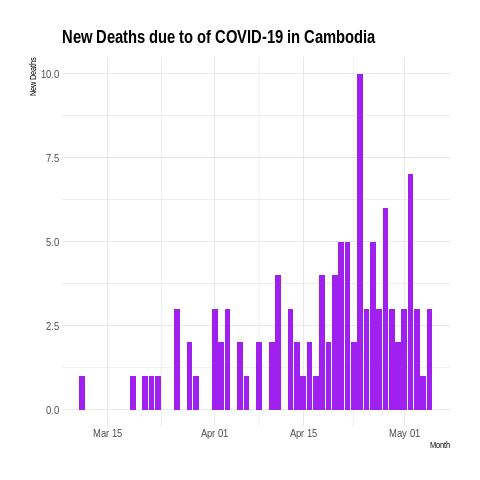 New Deaths due to of COVID-19 in Cambodia
New Deaths
10.0
7.5
5.0
2.5
0.0
Mar 15
Apr 01
Apr 15
May 01
Month